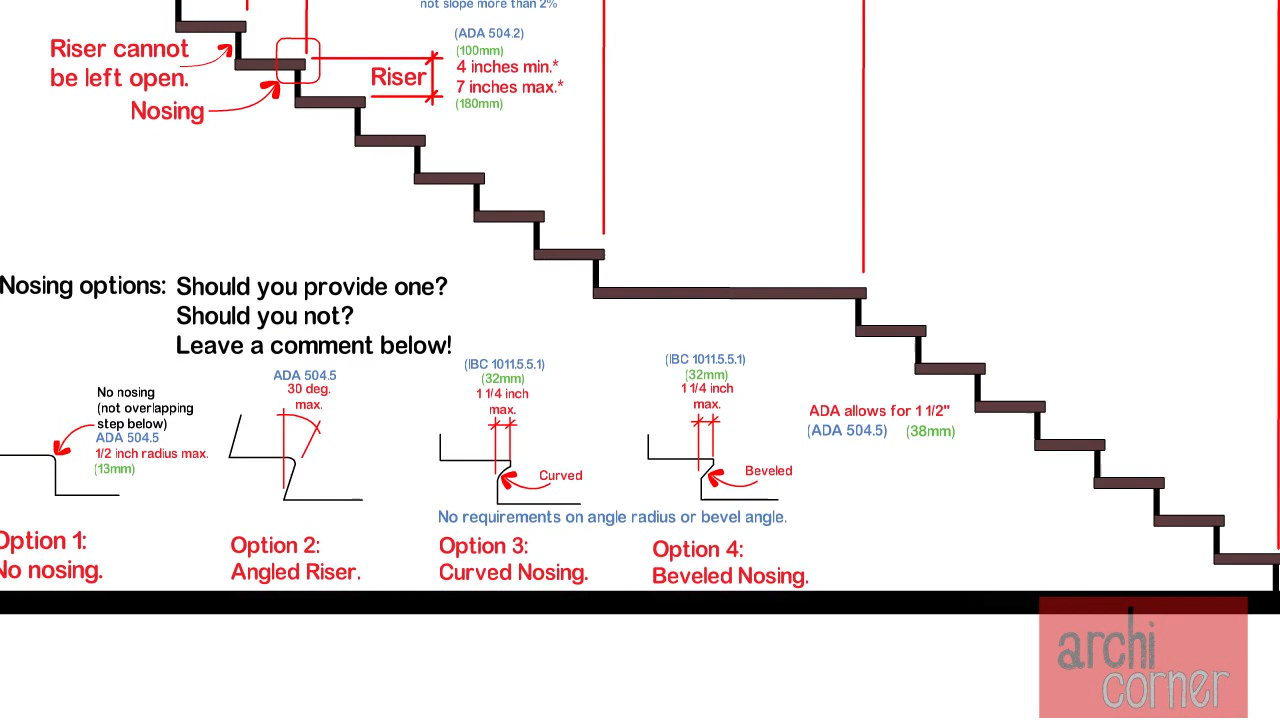 not slope more than 2%
(ADA 504.2)
(100mm)
4 inches min.*
7 inches max.*
(180mm)
Riser
Riser cannot
be left open.
Nosing
Nosing options:
Should you provide one?
Should you not?
Leave a comment below!
No nosing
(not overlapping
step below)
ADA 504.5
1/2 inch radius max.
(13mm)
ADA 504.5
30 deg.
max.
(IBC 1011.5.5.1)
(32mm)
1 1/4 inch
max.
Curved
(IBC 1011.5.5.1)
(32mm)
1 1/4 inch
max.
Beveled
ADA allows for 1 1/2"
(ADA 504.5) (38mm)
No requirements on angle radius or bevel angle.
Option 1:
No nosing.
Option 2:
Angled Riser.
Option 3:
Curved Nosing.
Option 4:
Beveled Nosing.
archi
corner